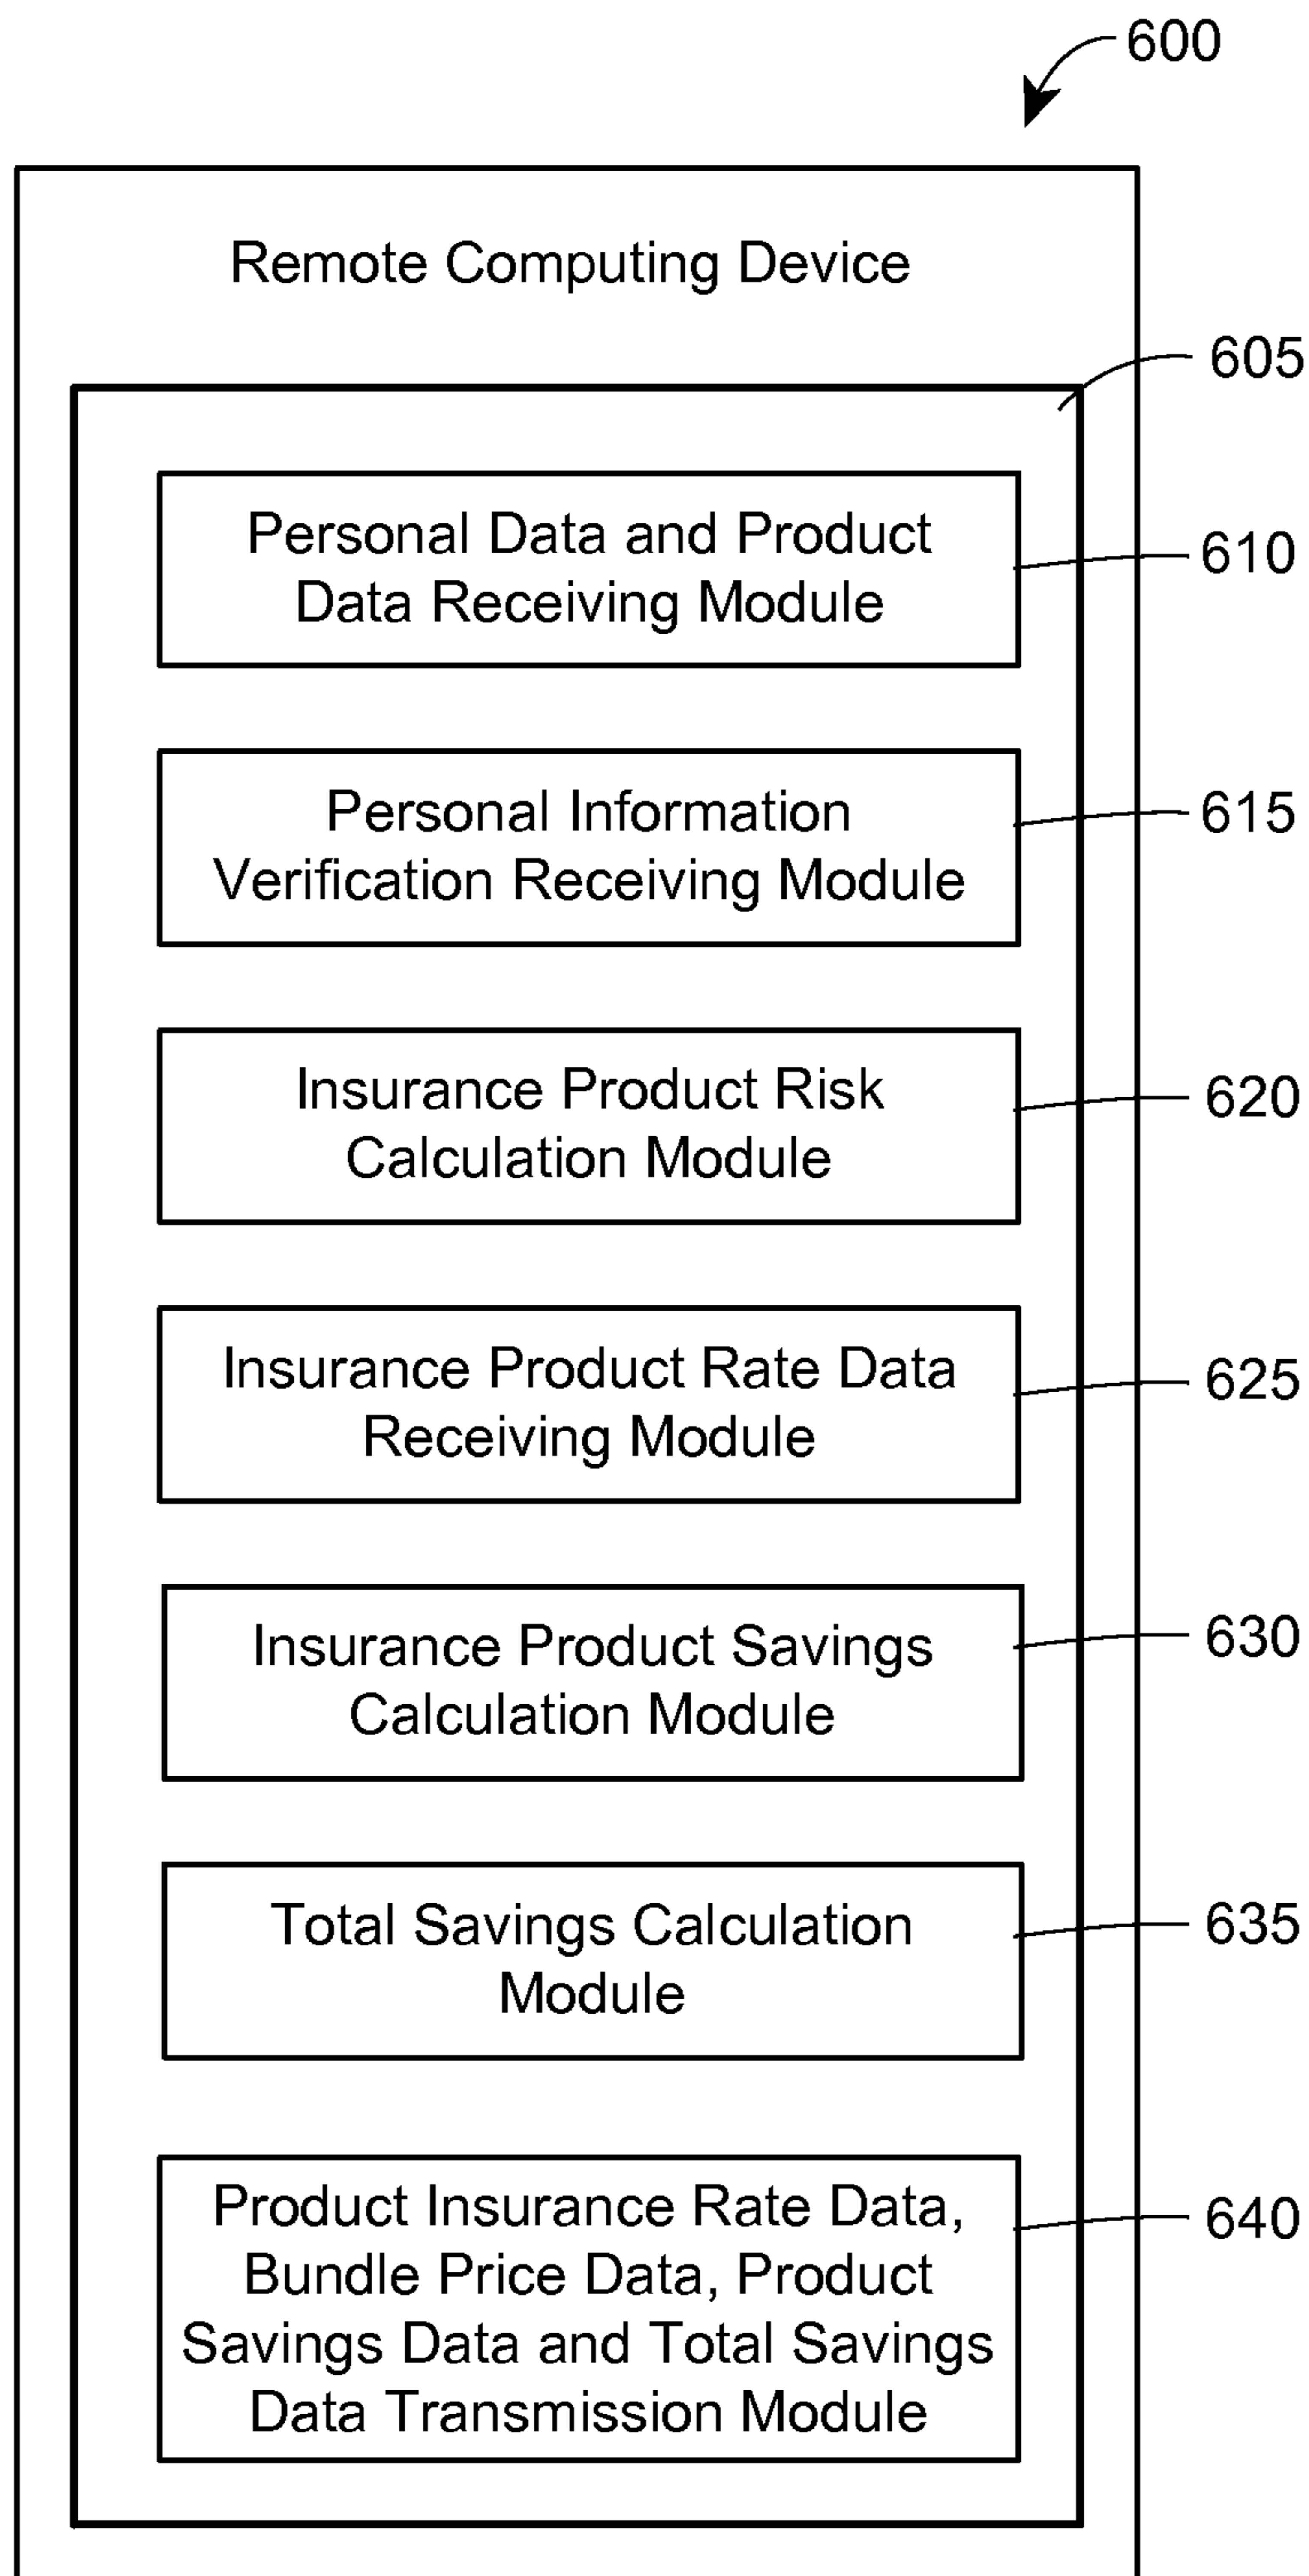 600
Remote Computing Device
605
Personal Data and Product
Data Receiving Module
610
Personal Information
Verification Receiving Module
615
Insurance Product Risk
Calculation Module
620
Insurance Product Rate Data
Receiving Module
625
Insurance Product Savings
Calculation Module
630
Total Savings Calculation
Module
635
Product Insurance Rate Data,
Bundle Price Data, Product
Savings Data and Total Savings
Data Transmission Module
640